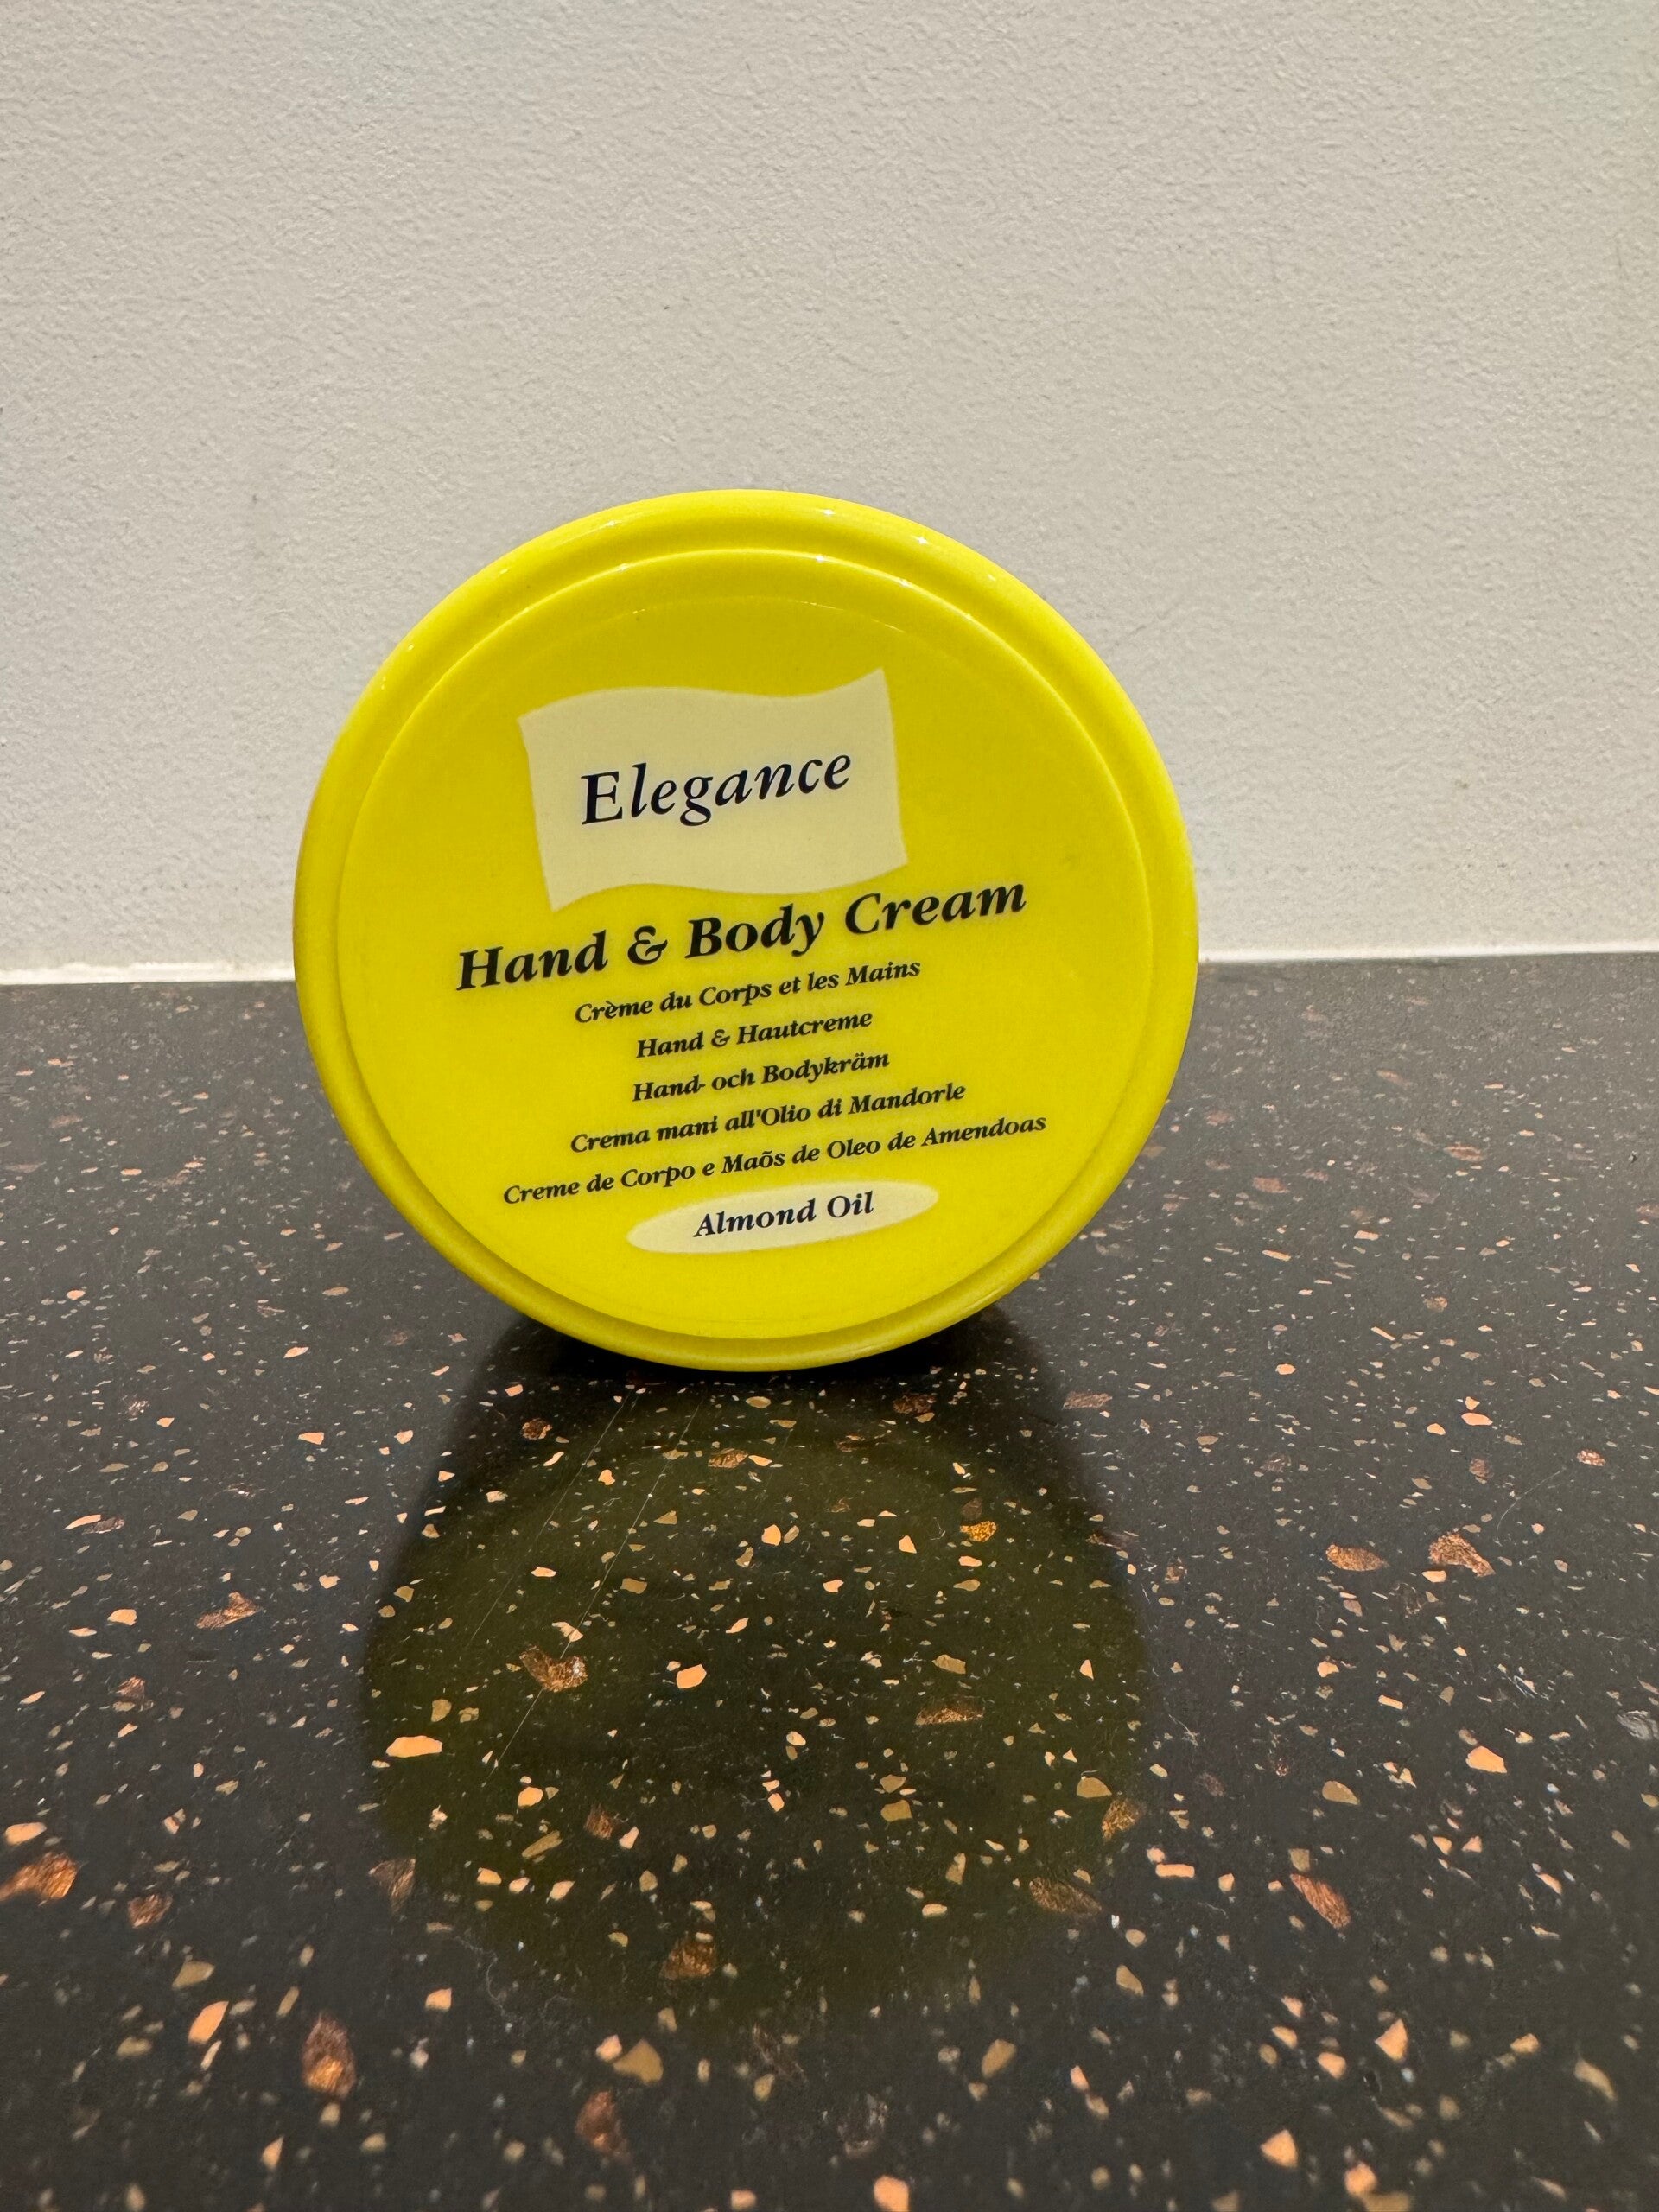 Elegance
Hand & Body Cream
Crème du Corps et les Mains
Hand & Hautcreme
Hand- och Bodykräm
Crema mani all'Olio di Mandorle
Creme de Corpo e Maõs de Oleo de Amendoas
Almond Oil